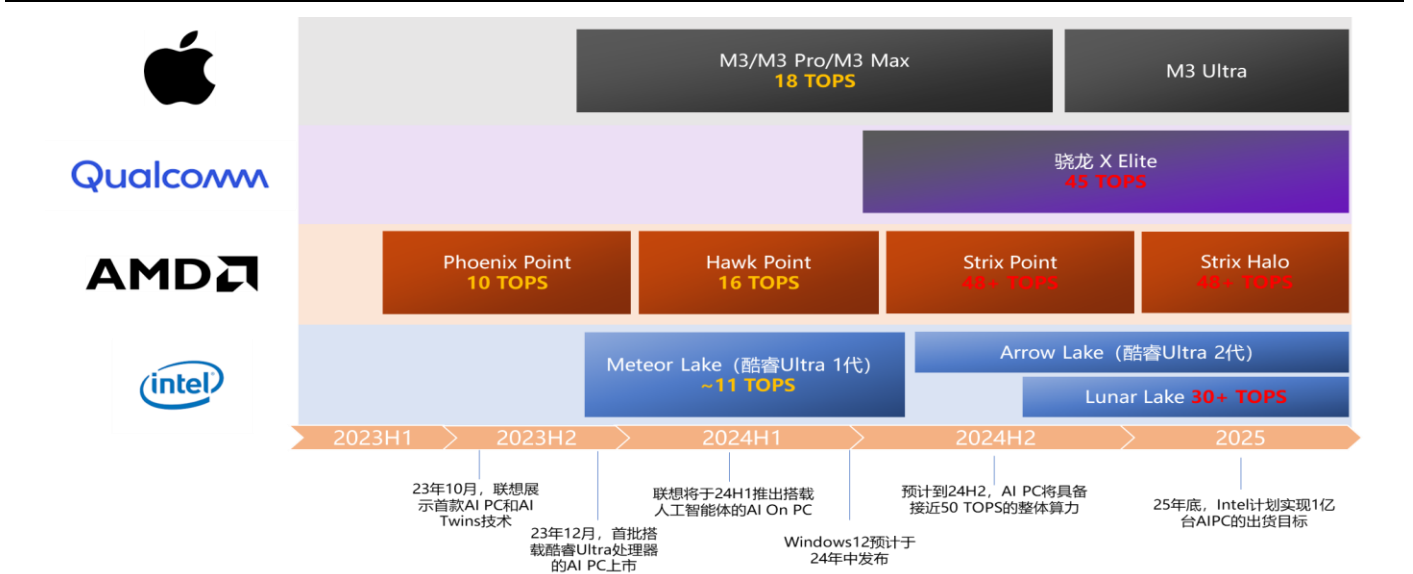 M3/M3 Pro/M3 Max
18 TOPS
M3 Ultra
Qualcomm
骁龙 X Elite
45 TOPS
AMD
Phoenix Point
10 TOPS
Hawk Point
16 TOPS
Strix Point
48+ TOPS
Strix Halo
48+ TOPS
intel
Meteor Lake（酷睿Ultra 1代）
~11 TOPS
Arrow Lake（酷睿Ultra 2代）
Lunar Lake 30+ TOPS
2023H1
2023H2
2024H1
2024H2
2025
23年10月，联想展
示首款AI PC和AI
Twins技术
23年12月，首批搭
载酷睿Ultra处理器
的AI PC上市
联想将于24H1推出搭载
人工智能体的AI On PC
Windows12预计于
24年中发布
预计到24H2，AI PC将具备
接近50 TOPS的整体算力
25年底，Intel计划实现1亿
台AIPC的出货目标